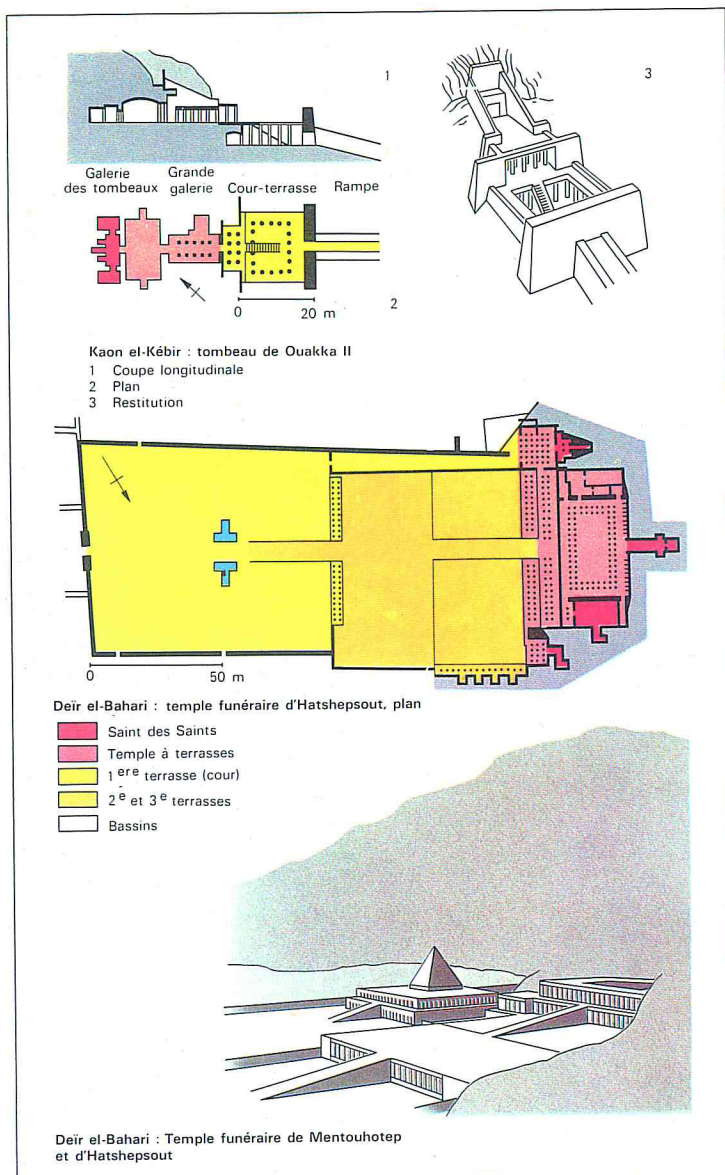 1
3
Galerie
des tombeaux
Grande
galerie
Cour-terrasse
Rampe
0 20 m
2
Kaon el-Kébir : tombeau de Ouakka II
1 Coupe longitudinale
2 Plan
3 Restitution
0 50 m
Deïr el-Bahari : temple funéraire d'Hatshepsout, plan
Saint des Saints
Temple à terrasses
1ere terrasse (cour)
2e et 3e terrasses
Bassins
Deïr el-Bahari : Temple funéraire de Mentouhotep
et d'Hatshepsout